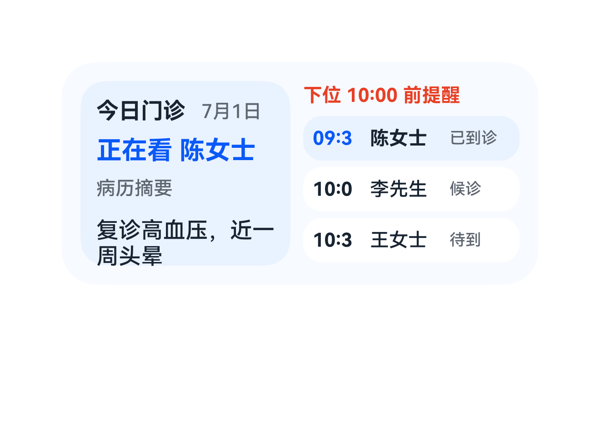 今日门诊 7月1日
正在看 陈女士
病历摘要
复诊高血压，近一
周头晕
下位 10:00 前提醒
09:3 陈女士 已到诊
10:0 李先生 候诊
10:3 王女士 待到